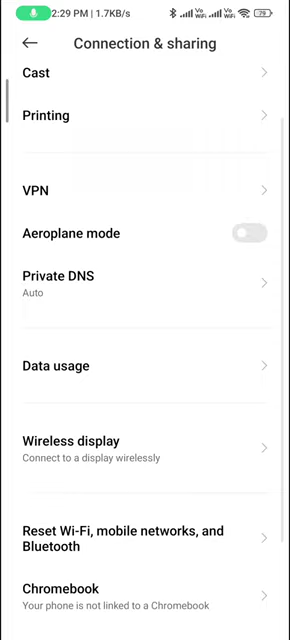 2:29 PM | 1.7KB/s
Vo WiFi Vo WiFi 79
Connection & sharing
Cast
Printing
VPN
Aeroplane mode
Private DNS
Auto
Data usage
Wireless display
Connect to a display wirelessly
Reset Wi-Fi, mobile networks, and
Bluetooth
Chromebook
Your phone is not linked to a Chromebook